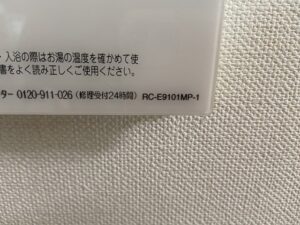 ・入浴の際はお湯の温度を確かめて使
書をよく読み正しくご使用ください。
ター 0120-911-026 (修理受付24時間) RC-E9101MP-1